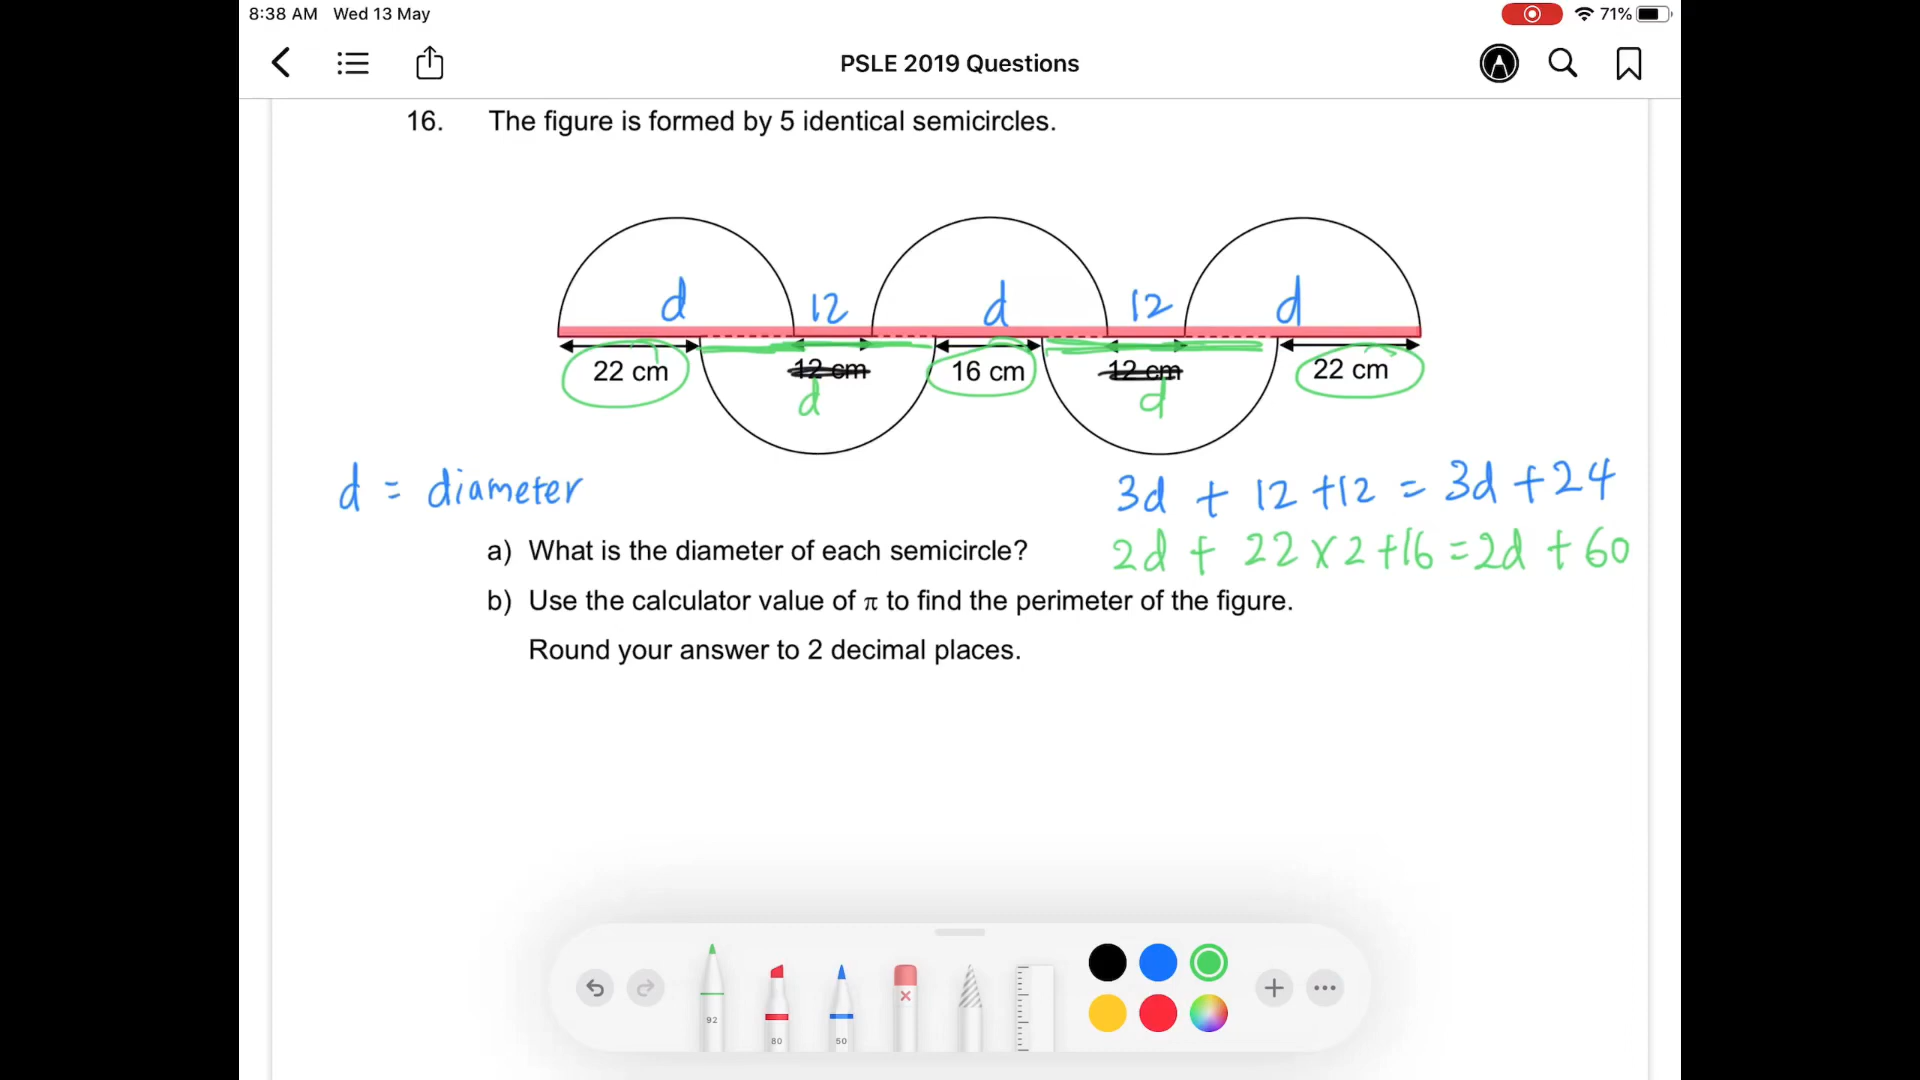 8:38 AM Wed 13 May 71%
PSLE 2019 Questions
16. The figure is formed by 5 identical semicircles.
d 12 d 12 d
22 cm 12 cm 16 cm 12 cm 22 cm
d d
d = diameter
3d + 12 + 12 = 3d + 24
a) What is the diameter of each semicircle?
2d + 22 × 2 + 16 = 2d + 60
b) Use the calculator value of π to find the perimeter of the figure.
Round your answer to 2 decimal places.
92 80 50